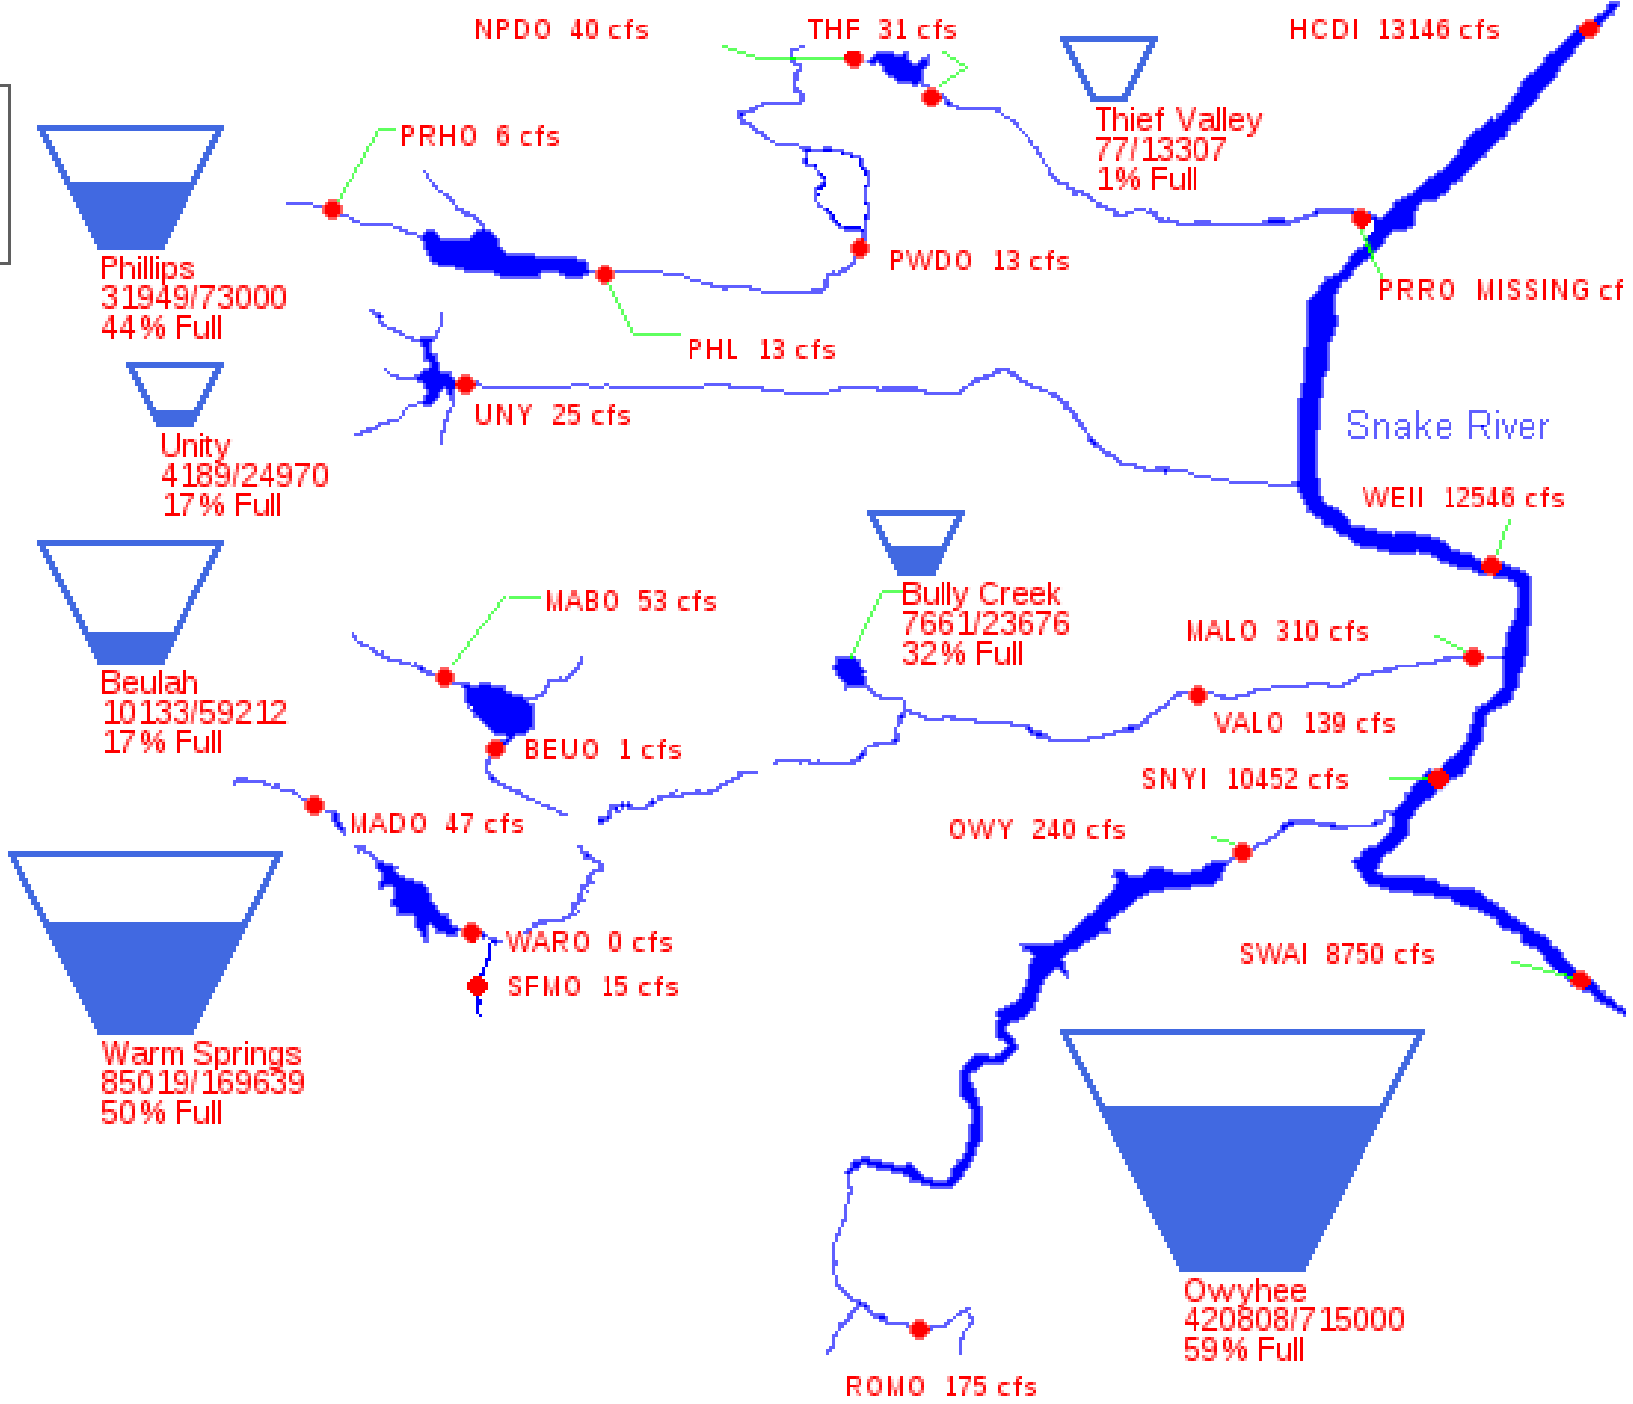 NPDO 40 cfs
THF 31 cfs
HCDI 13146 cfs
Thief Valley
77/13307
1% Full
PRHO 6 cfs
Phillips
31949/73000
44% Full
PWDO 13 cfs
PRRO MISSING cf
PHL 13 cfs
Unity
4189/24970
17% Full
UNY 25 cfs
Snake River
WEII 12546 cfs
Bully Creek
7661/23676
32% Full
MABO 53 cfs
MALO 310 cfs
Beulah
10133/59212
17% Full
VALO 139 cfs
BEUO 1 cfs
SNYI 10452 cfs
MADO 47 cfs
OWY 240 cfs
WARO 0 cfs
SWAI 8750 cfs
SFMO 15 cfs
Warm Springs
85019/169639
50% Full
Owyhee
420808/715000
59% Full
ROMO 175 cfs